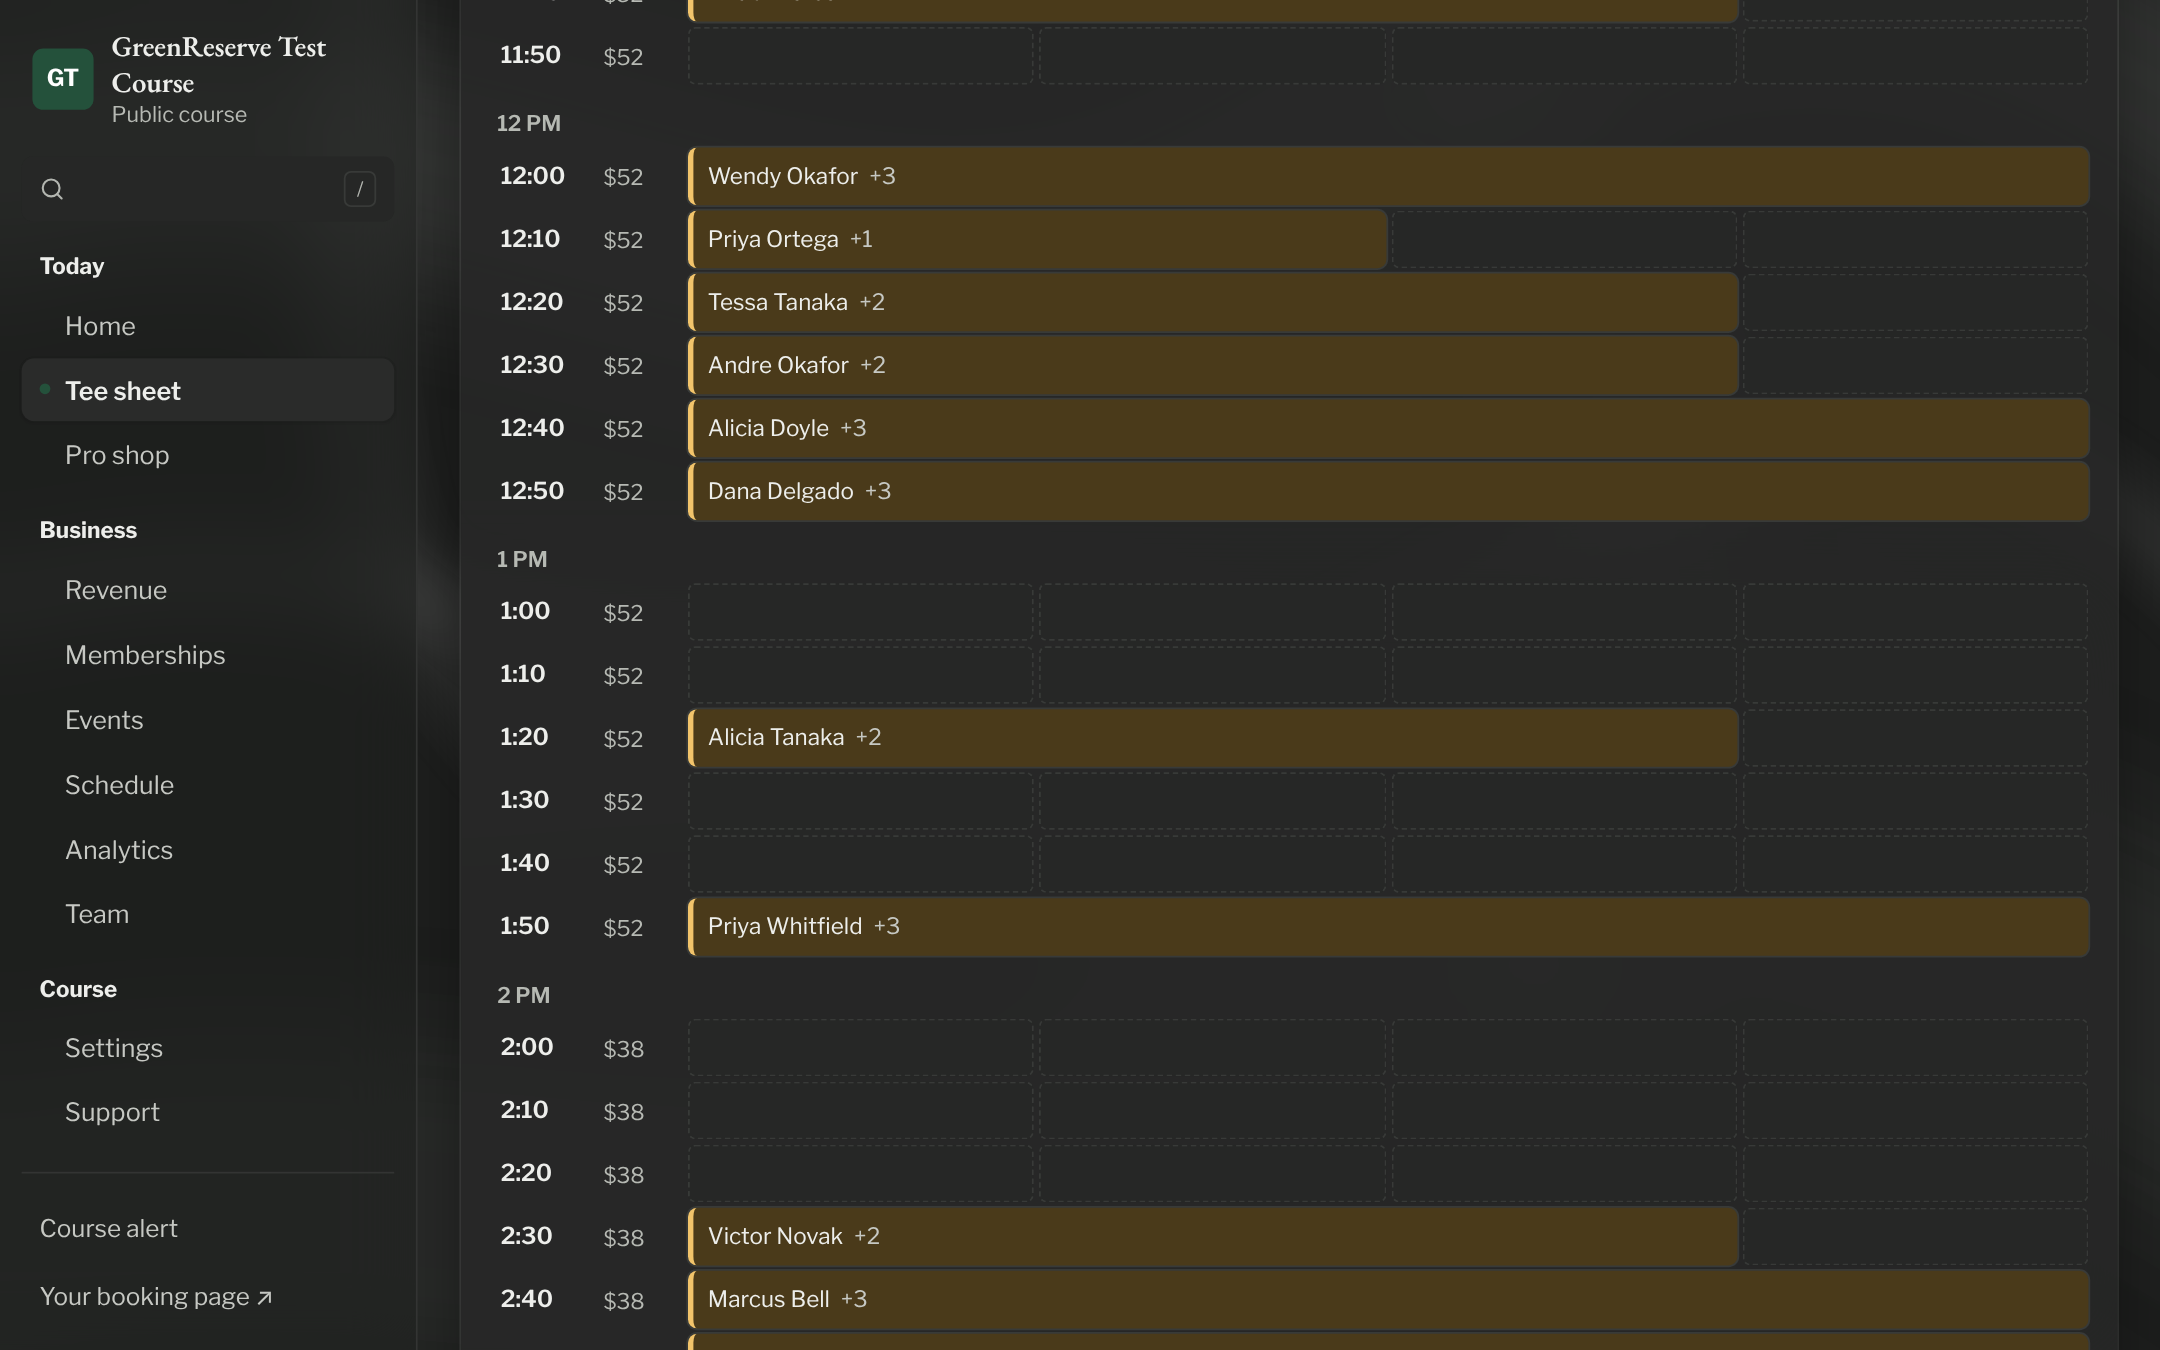 GT
GreenReserve Test
Course
Public course
/
Today
Home
Tee sheet
Pro shop
Business
Revenue
Memberships
Events
Schedule
Analytics
Team
Course
Settings
Support
Course alert
Your booking page ↗
11:50 $52
12 PM
12:00 $52 Wendy Okafor +3
12:10 $52 Priya Ortega +1
12:20 $52 Tessa Tanaka +2
12:30 $52 Andre Okafor +2
12:40 $52 Alicia Doyle +3
12:50 $52 Dana Delgado +3
1 PM
1:00 $52
1:10 $52
1:20 $52 Alicia Tanaka +2
1:30 $52
1:40 $52
1:50 $52 Priya Whitfield +3
2 PM
2:00 $38
2:10 $38
2:20 $38
2:30 $38 Victor Novak +2
2:40 $38 Marcus Bell +3